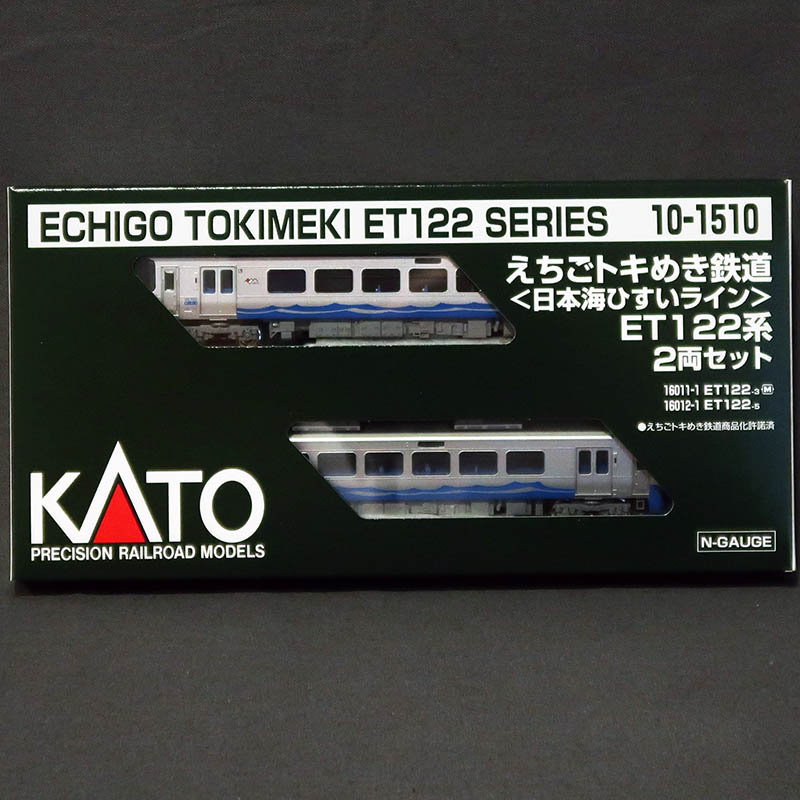 ECHIGO TOKIMEKI ET122 SERIES 10-1510
えちごトキめき鉄道
<日本海ひすいライン>
ET122系
2両セット
16011-1 ET122-3 M
16012-1 ET122-5
●えちごトキめき鉄道商品化許諾済
KATO
PRECISION RAILROAD MODELS
N-GAUGE